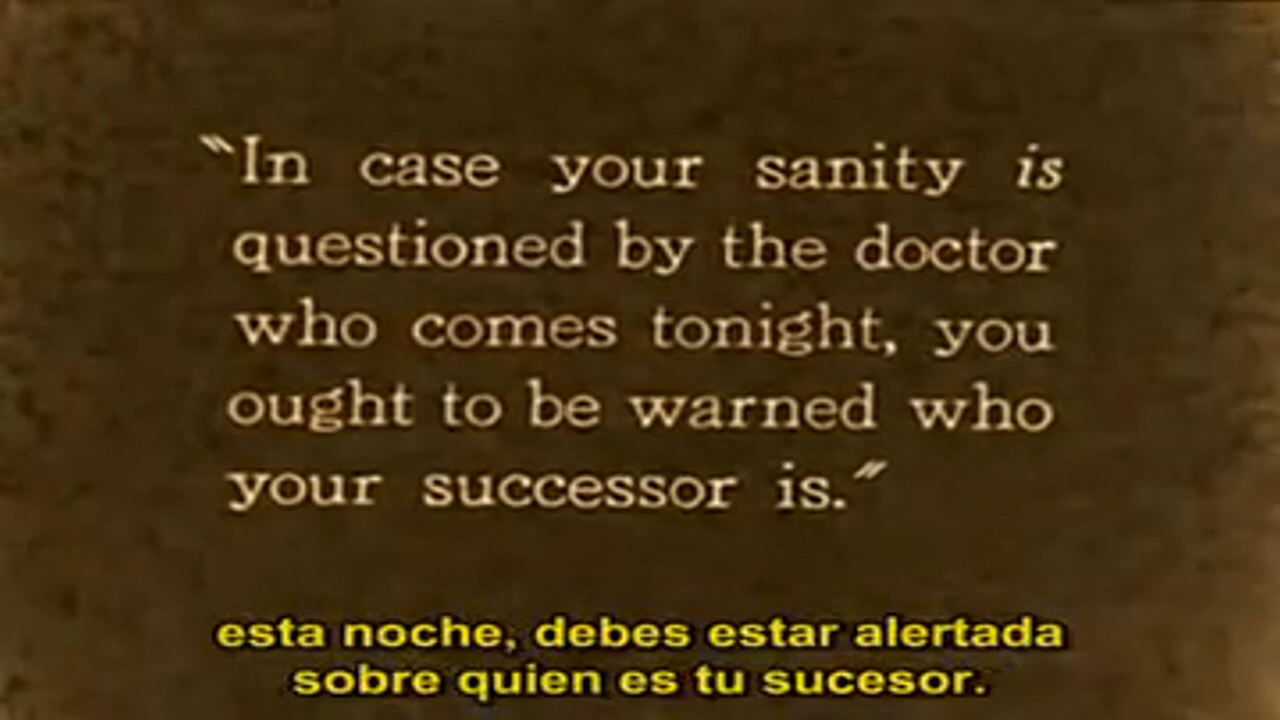 "In case your sanity is
questioned by the doctor
who comes tonight, you
ought to be warned who
your successor is."
esta noche, debes estar alertada
sobre quien es tu sucesor.